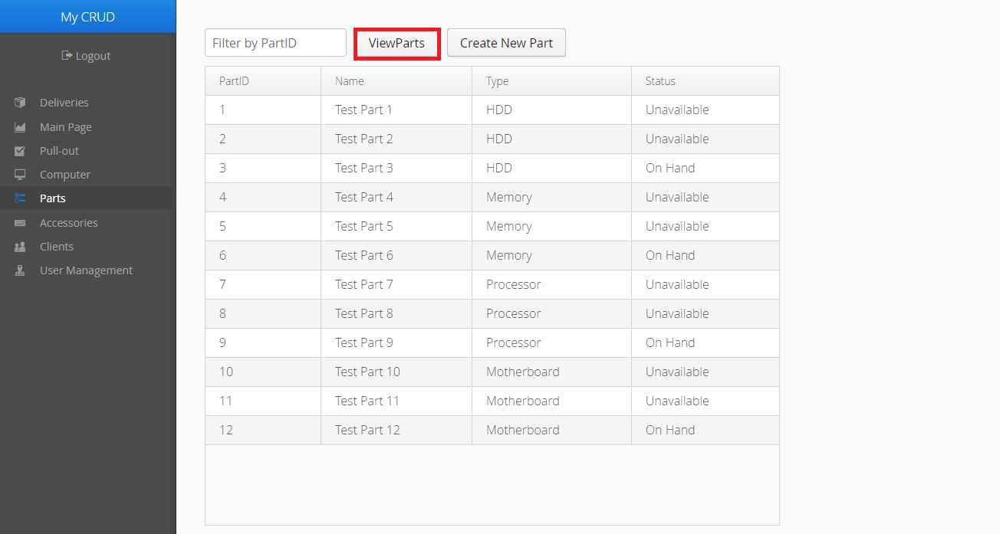 My CRUD
Logout
Deliveries
Main Page
Pull-out
Computer
Parts
Accessories
Clients
User Management
Filter by PartID ViewParts Create New Part
PartID Name Type Status
1 Test Part 1 HDD Unavailable
2 Test Part 2 HDD Unavailable
3 Test Part 3 HDD On Hand
4 Test Part 4 Memory Unavailable
5 Test Part 5 Memory Unavailable
6 Test Part 6 Memory On Hand
7 Test Part 7 Processor Unavailable
8 Test Part 8 Processor Unavailable
9 Test Part 9 Processor On Hand
10 Test Part 10 Motherboard Unavailable
11 Test Part 11 Motherboard Unavailable
12 Test Part 12 Motherboard On Hand